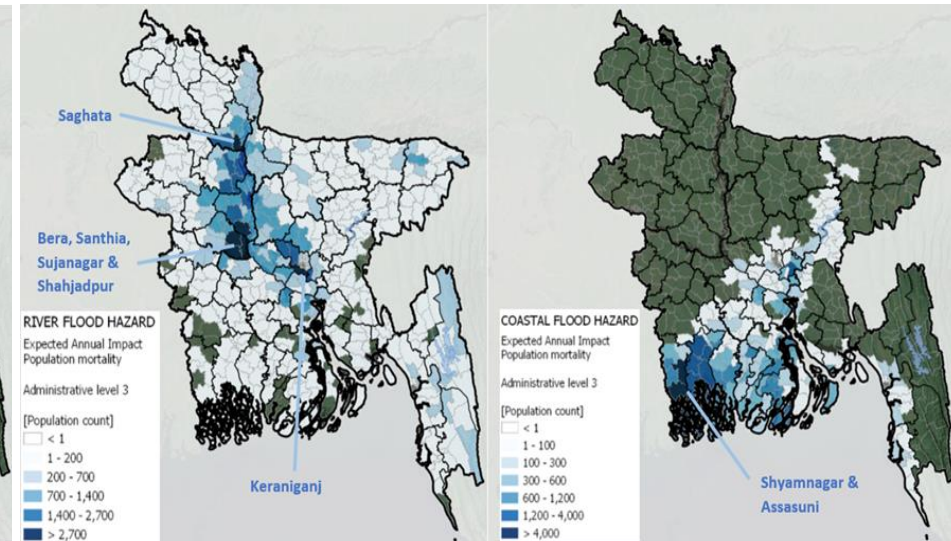 Saghata
Bera, Santhia,
Sujanagar &
Shahjadpur
RIVER FLOOD HAZARD
Expected Annual Impact
Population mortality
Administrative level 3
[Population count]
< 1
1 - 200
200 - 700
700 - 1,400
1,400 - 2,700
> 2,700
Keraniganj
COASTAL FLOOD HAZARD
Expected Annual Impact
Population mortality
Administrative level 3
[Population count]
< 1
1 - 100
100 - 300
300 - 600
600 - 1,200
1,200 - 4,000
> 4,000
Shyamnagar &
Assasuni